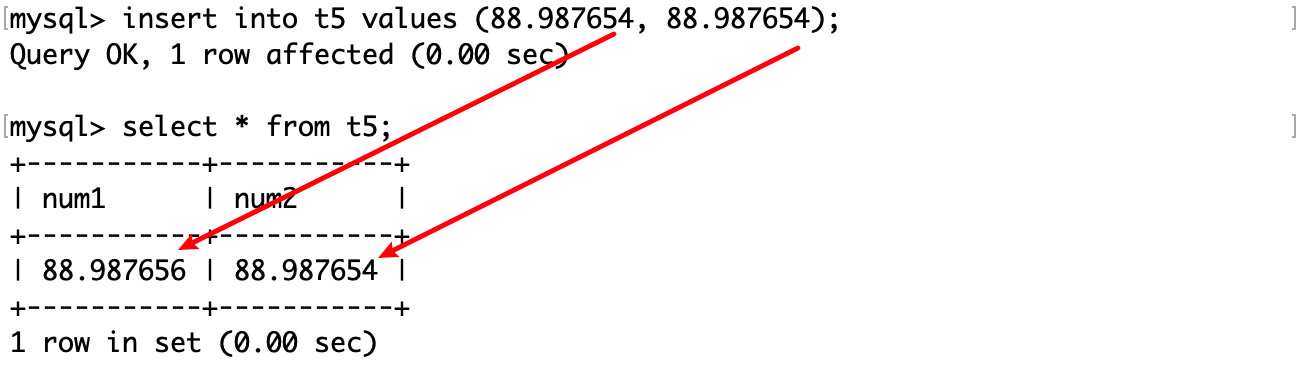 mysql> insert into t5 values (88.987654, 88.987654);
Query OK, 1 row affected (0.00 sec)
mysql> select * from t5;
+-----------+-----------+
| num1      | num2      |
+-----------+-----------+
| 88.987656 | 88.987654 |
+-----------+-----------+
1 row in set (0.00 sec)